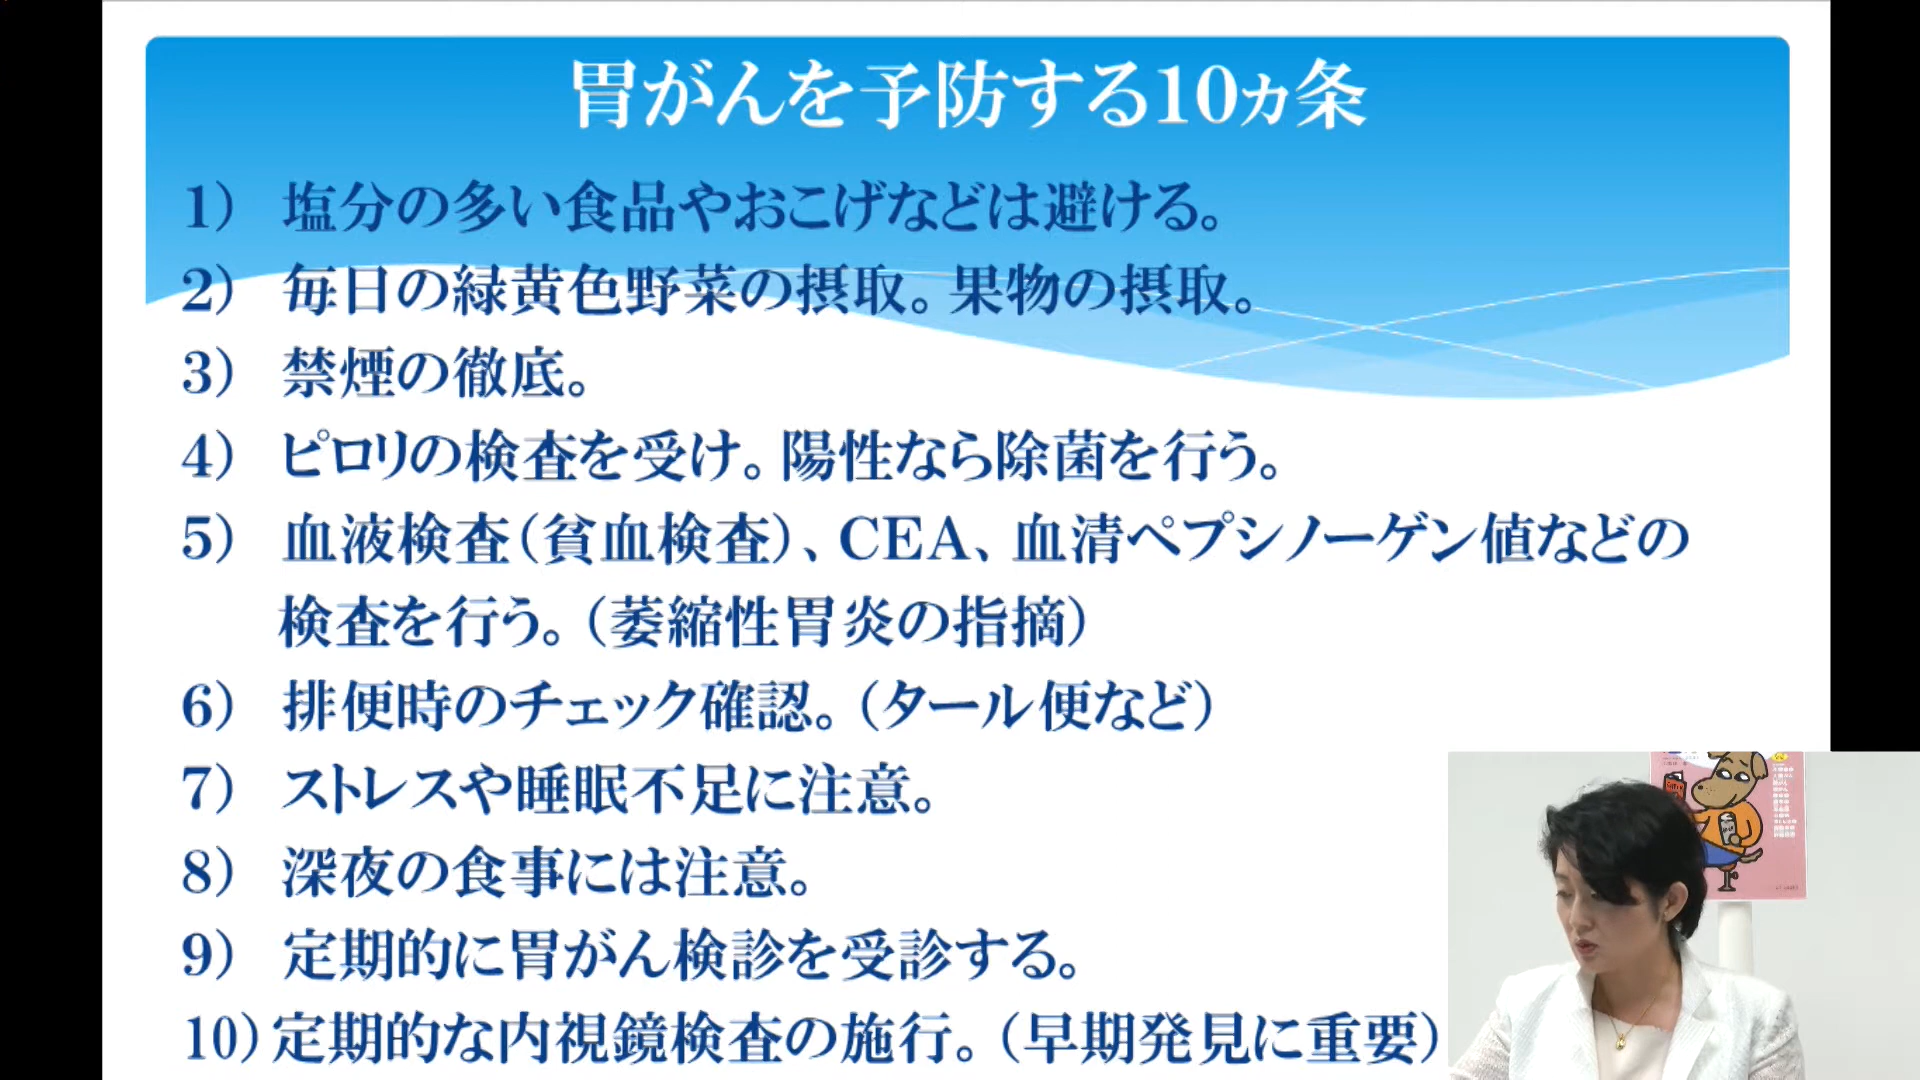 胃がんを予防する10ヵ条
1） 塩分の多い食品やおこげなどは避ける。
2） 毎日の緑黄色野菜の摂取。果物の摂取。
3） 禁煙の徹底。
4） ピロリの検査を受け。陽性なら除菌を行う。
5） 血液検査（貧血検査）、CEA、血清ペプシノーゲン値などの
検査を行う。（萎縮性胃炎の指摘）
6） 排便時のチェック確認。（タール便など）
7） ストレスや睡眠不足に注意。
8） 深夜の食事には注意。
9） 定期的に胃がん検診を受診する。
10）定期的な内視鏡検査の施行。（早期発見に重要）